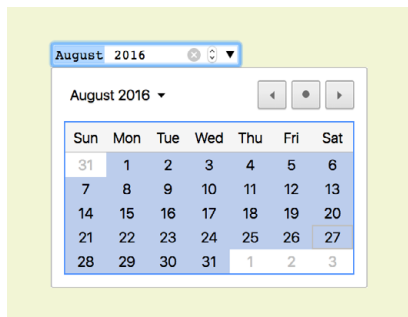 August 2016
August 2016
Sun Mon Tue Wed Thu Fri Sat
31 1 2 3 4 5 6
7 8 9 10 11 12 13
14 15 16 17 18 19 20
21 22 23 24 25 26 27
28 29 30 31 1 2 3